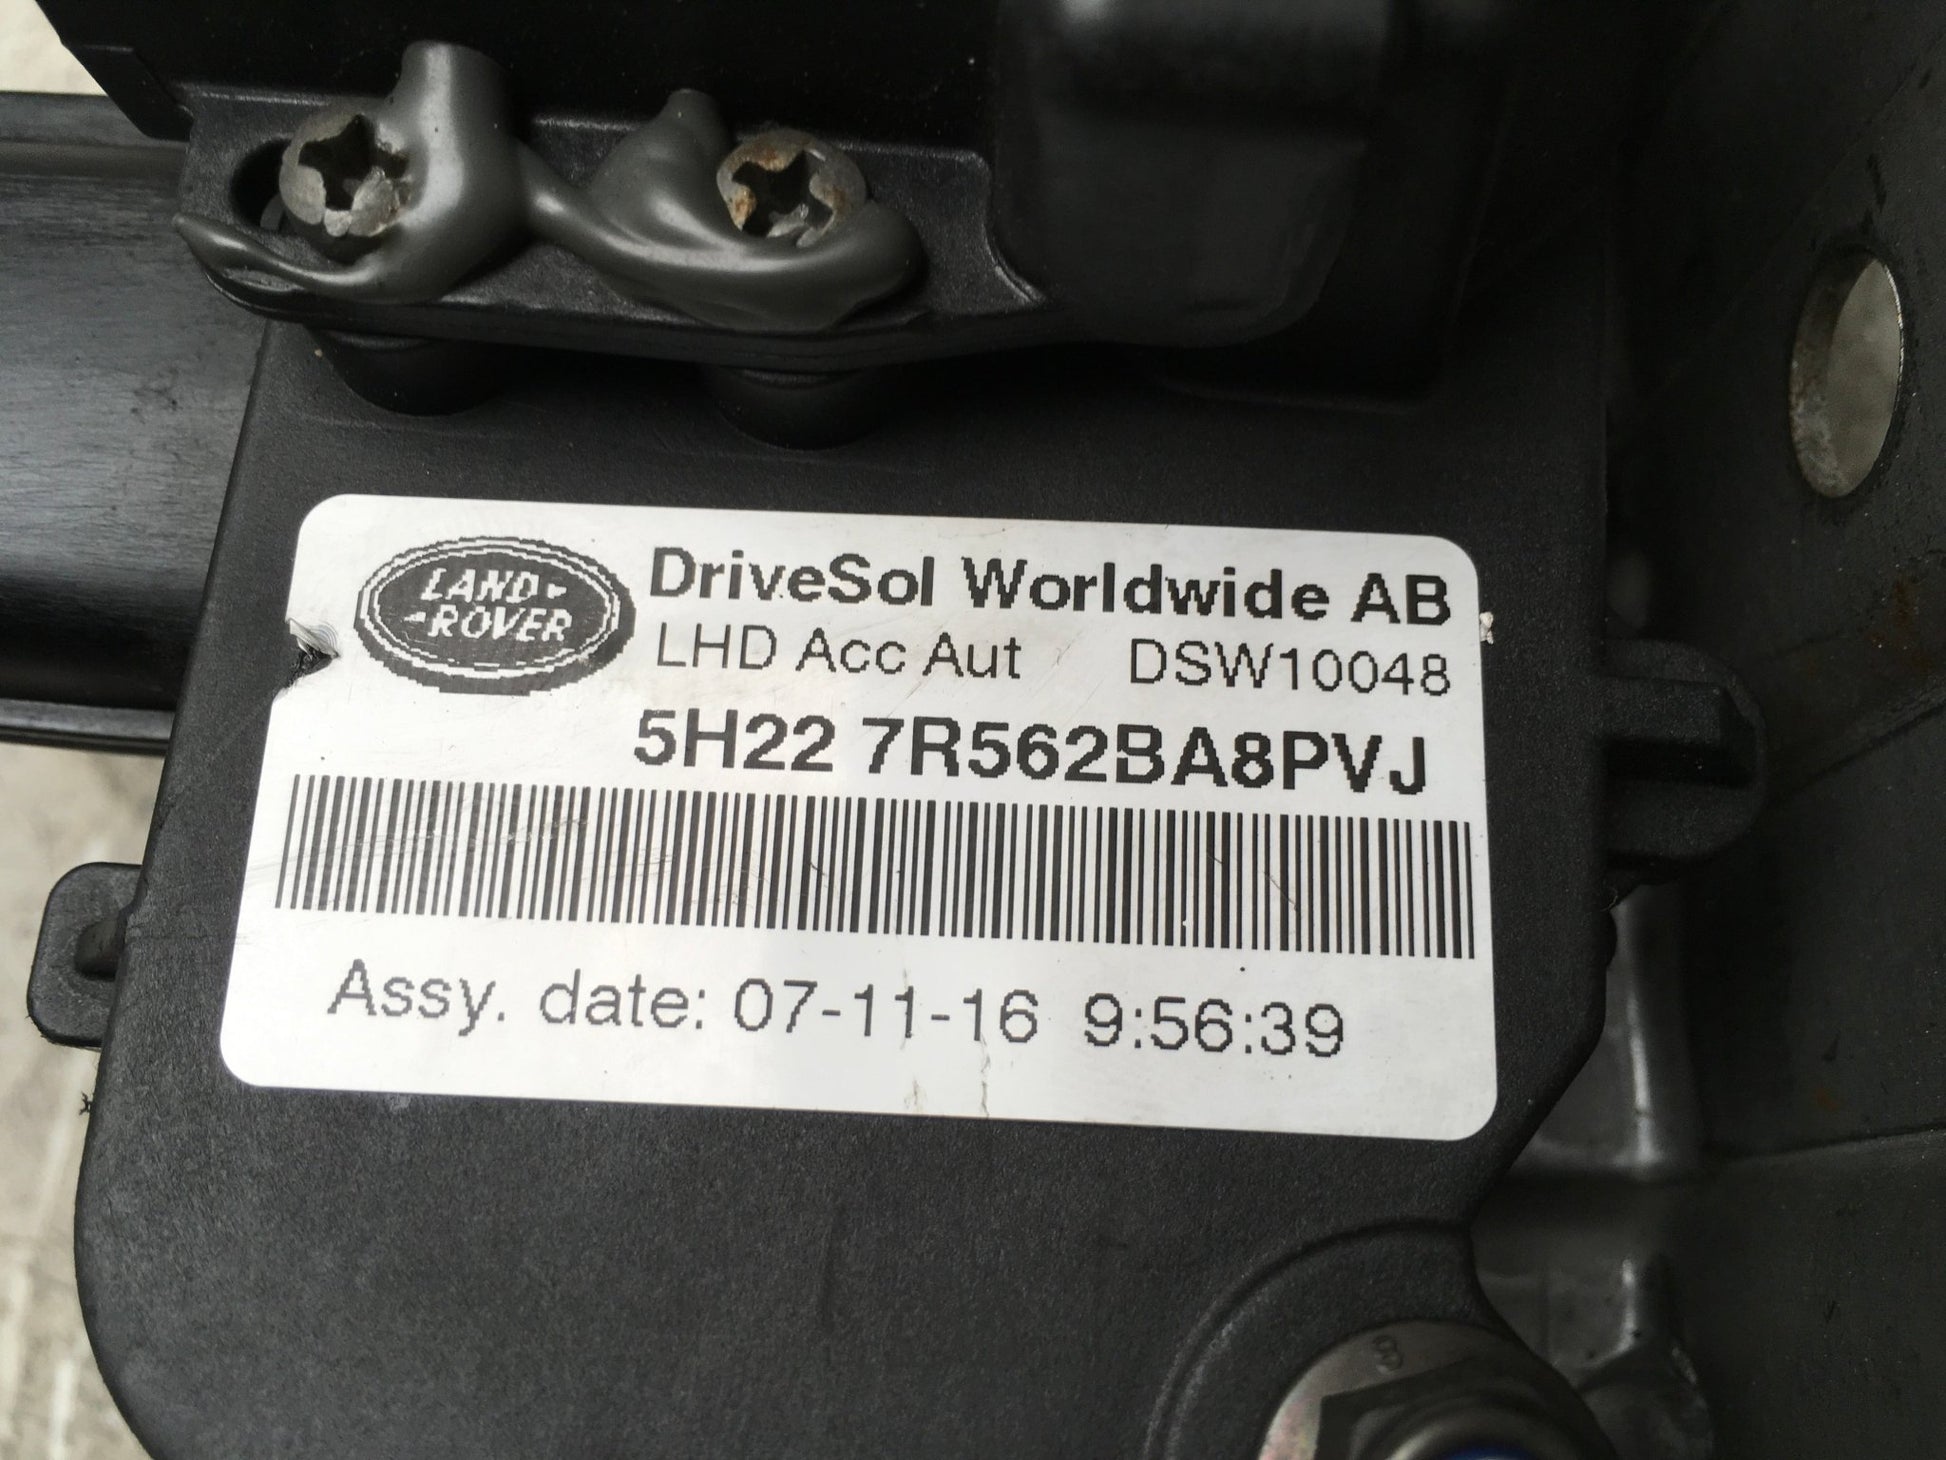 LAND
ROVER
DriveSol Worldwide AB
LHD Acc Aut DSW10048
5H22 7R562BA8PVJ
Assy. date: 07-11-16 9:56:39
8